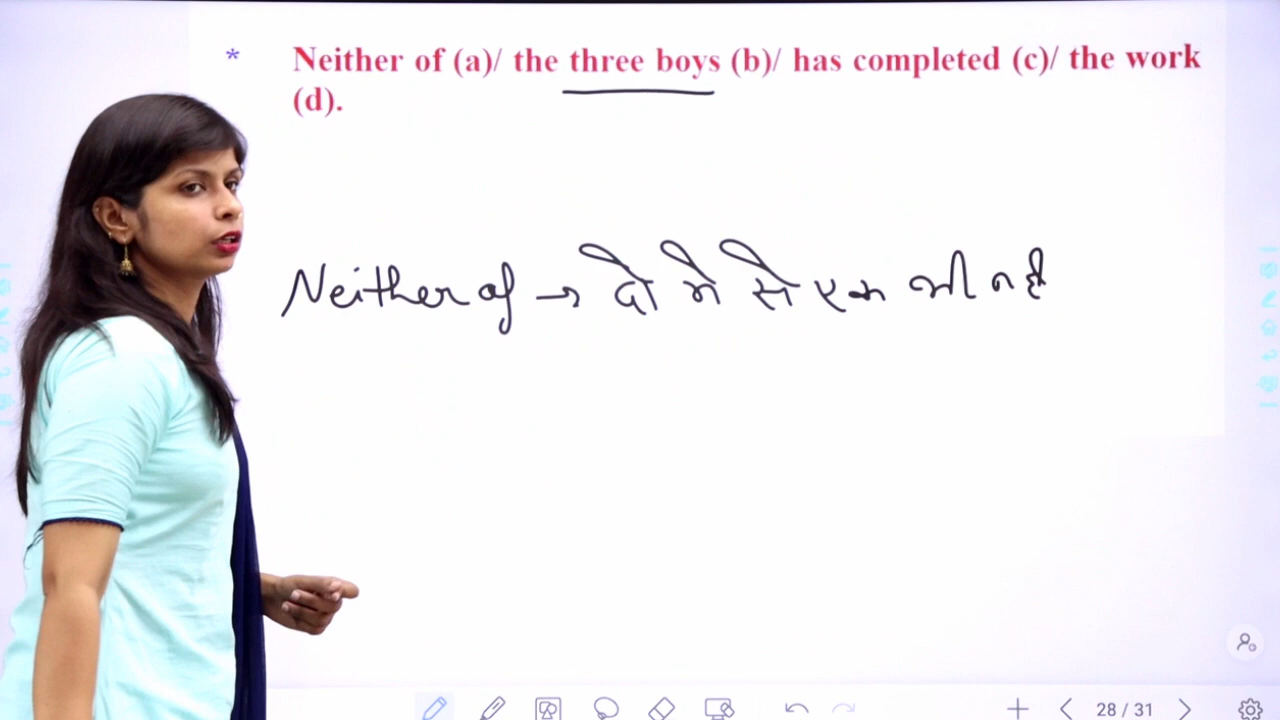 * Neither of (a)/ the three boys (b)/ has completed (c)/ the work
(d).
Neither of → दो में से एक भी नहीं
28 / 31